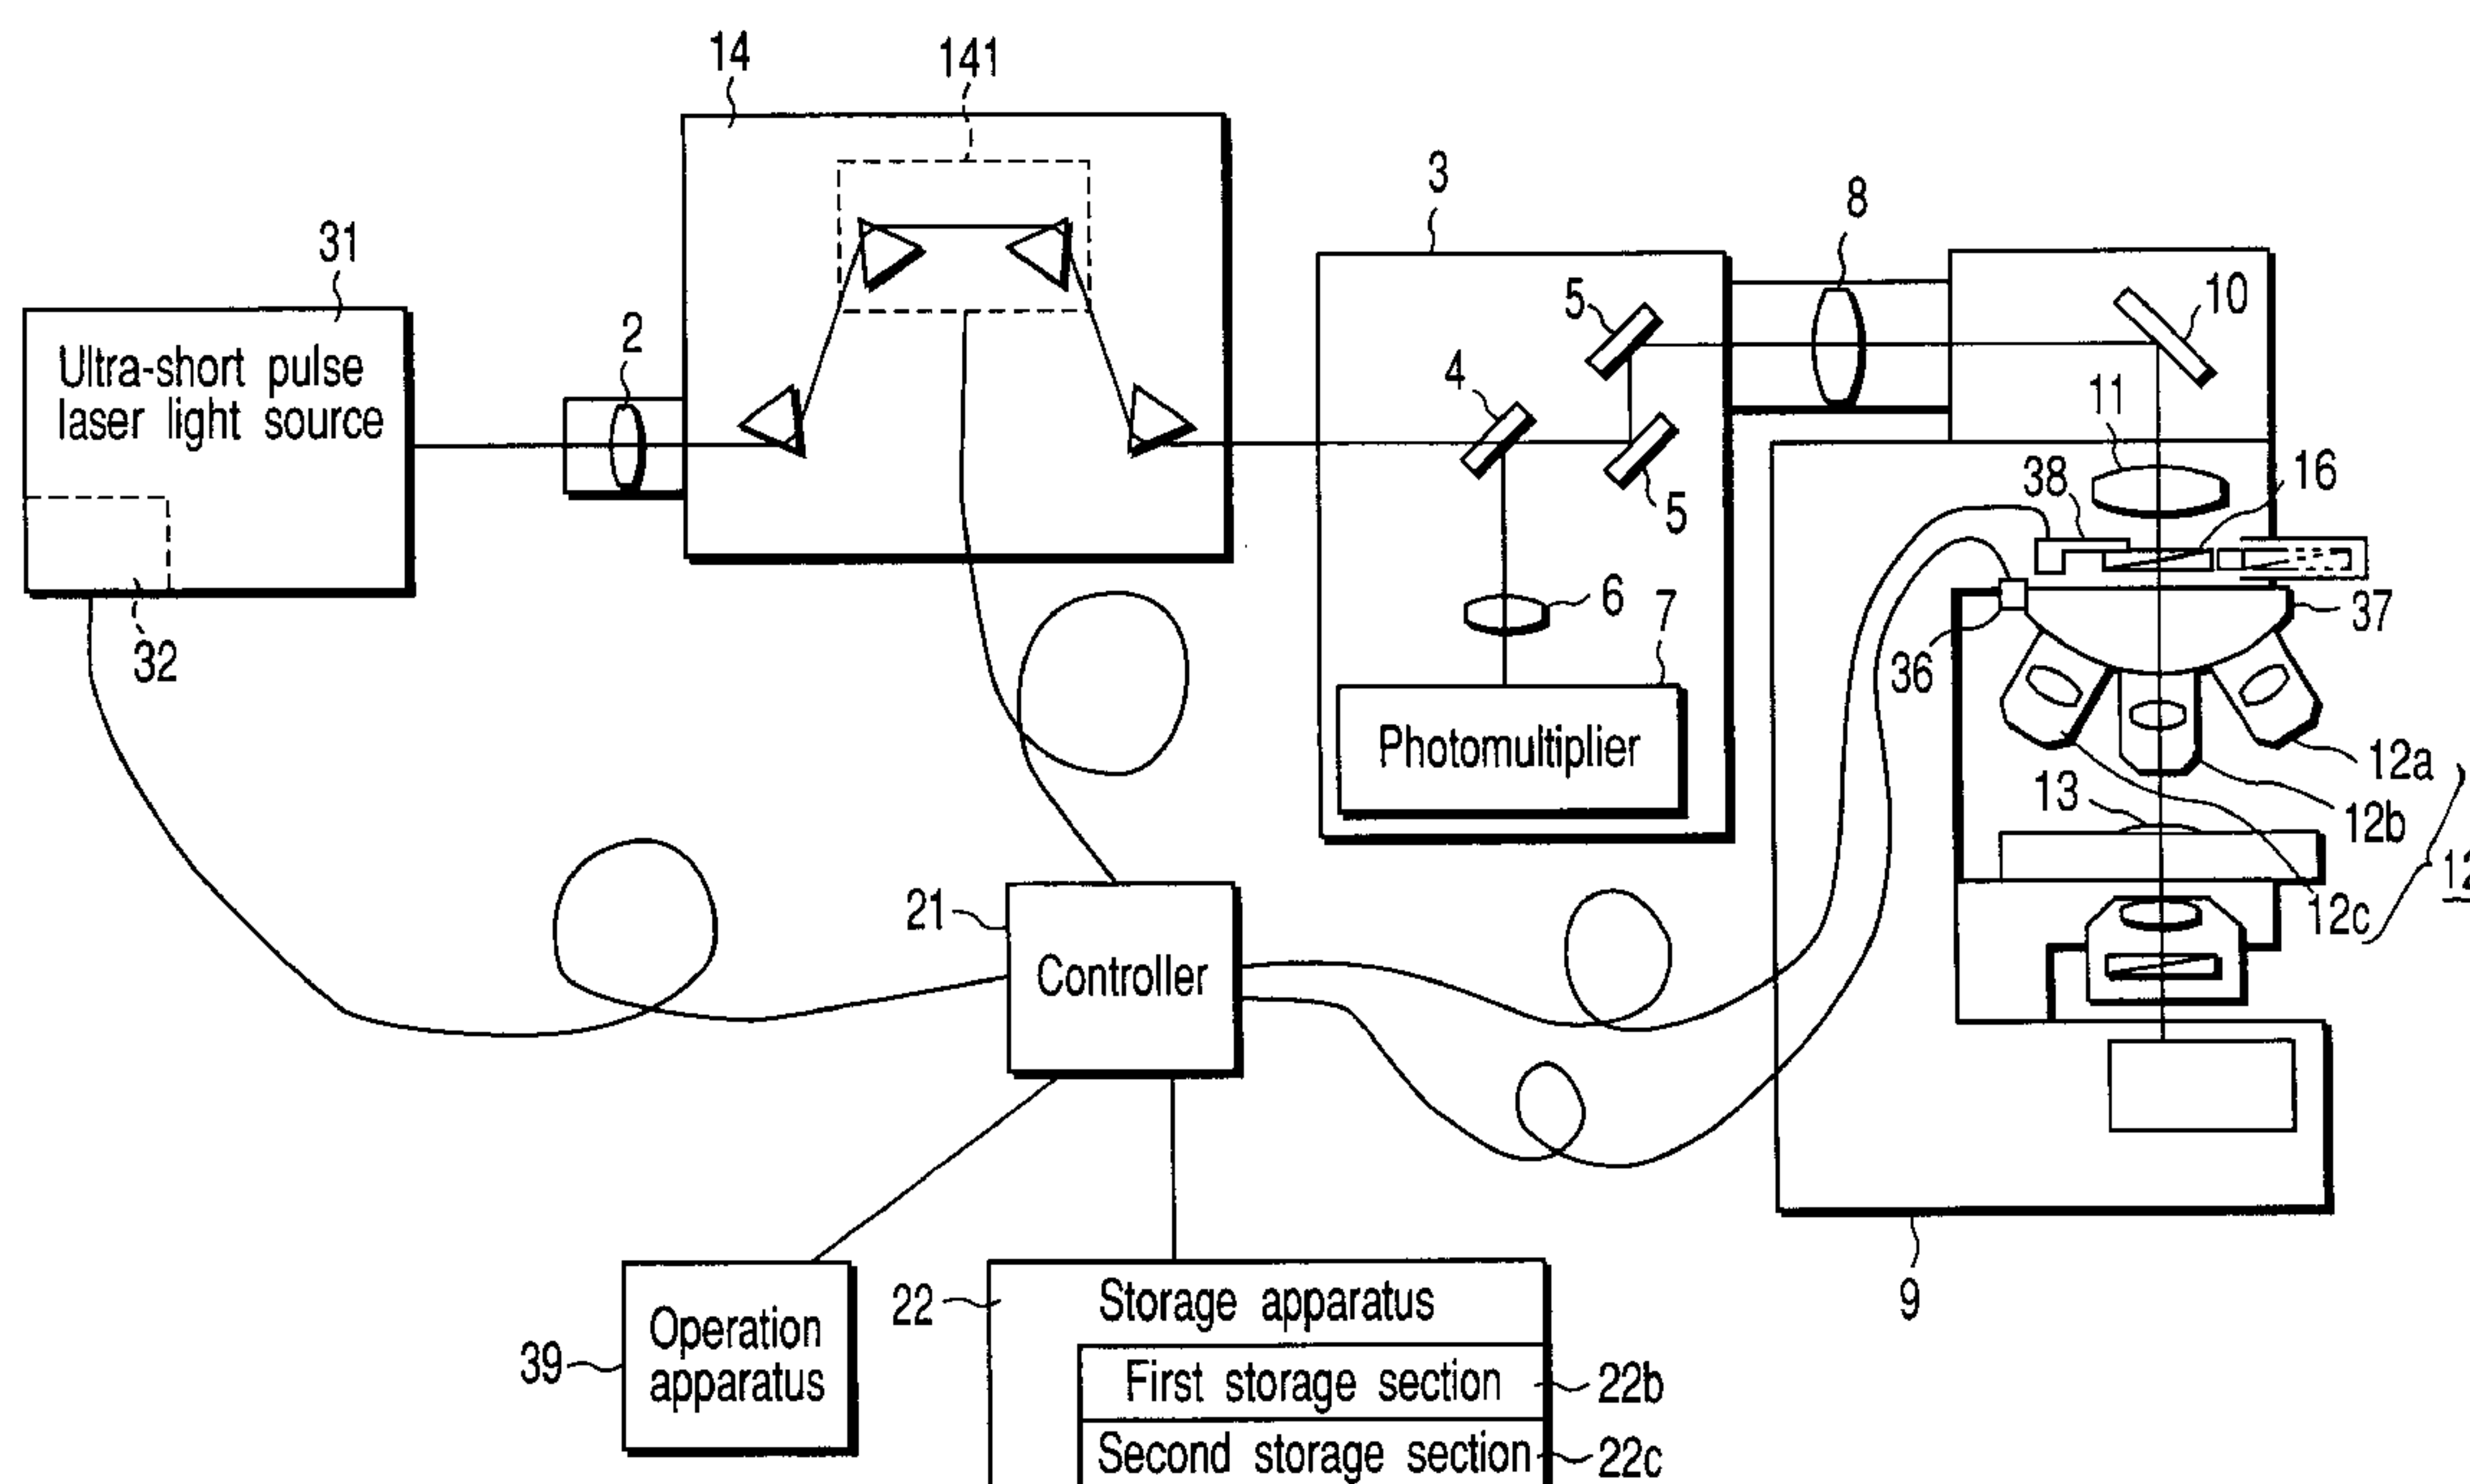 14
141
31
Ultra-short pulse
laser light source
32
2
3
8
5
4
5
10
11
38
16
6
7
Photomultiplier
36
37
12a
13
12b
12c
12
21
Controller
9
39
Operation
apparatus
22
Storage apparatus
First storage section
22b
Second storage section
22c